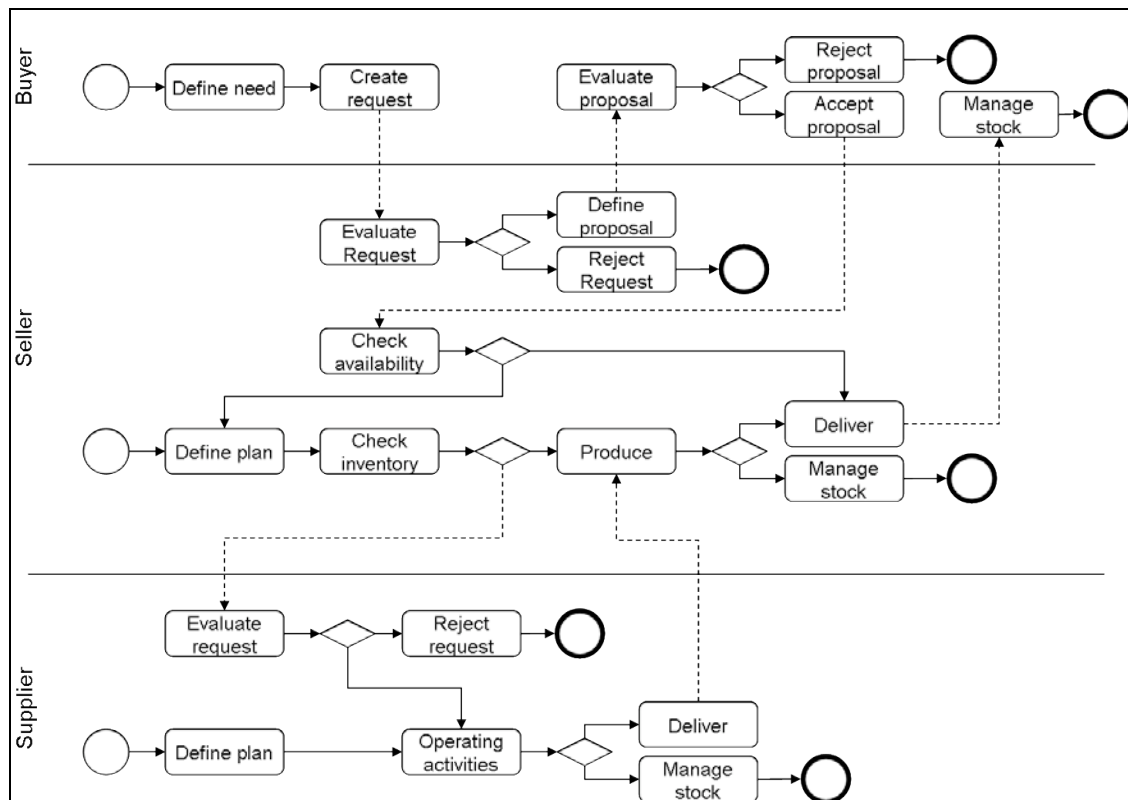 Buyer
Define need
Create
request
Evaluate
proposal
Reject
proposal
Accept
proposal
Manage
stock
Seller
Evaluate
Request
Define
proposal
Reject
Request
Check
availability
Define plan
Check
inventory
Produce
Deliver
Manage
stock
Supplier
Evaluate
request
Reject
request
Define plan
Operating
activities
Deliver
Manage
stock